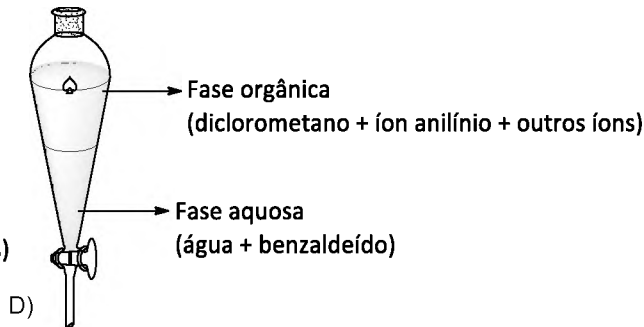 Fase orgânica
(diclorometano + íon anilínio + outros íons)
Fase aquosa
(água + benzaldeído)
)
D)